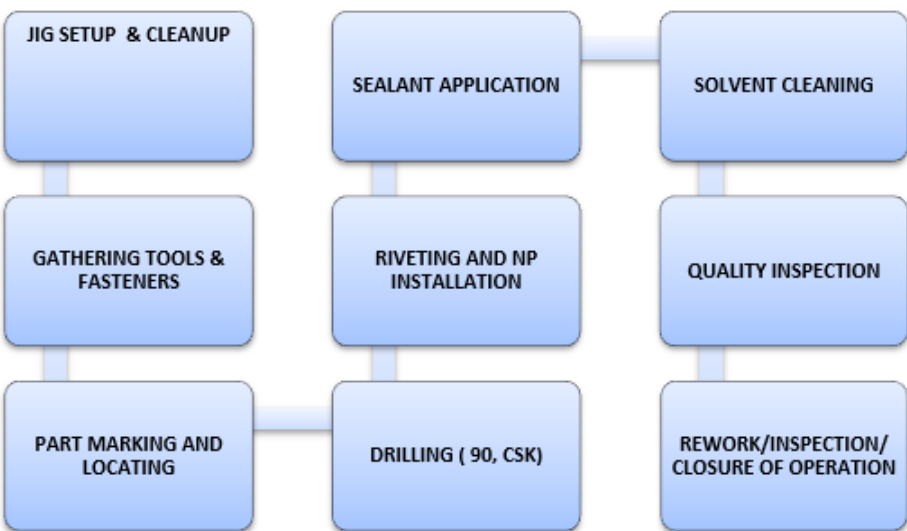 JIG SETUP & CLEANUP
GATHERING TOOLS &
FASTENERS
PART MARKING AND
LOCATING
DRILLING ( 90, CSK)
RIVETING AND NP
INSTALLATION
SEALANT APPLICATION
SOLVENT CLEANING
QUALITY INSPECTION
REWORK/INSPECTION/
CLOSURE OF OPERATION